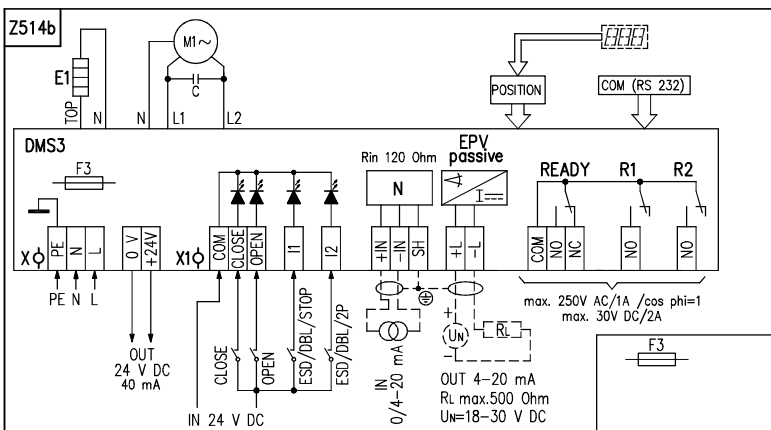 Z514b
E1
TOP
N
N
M1~
C
L1
L2
POSITION
COM (RS 232)
DMS3
F3
Rin 120 Ohm
N
EPV
passive
I
READY
R1
R2
X
PE
N
L
0 V
+24V
X1
COM
CLOSE
OPEN
I1
I2
+IN
-IN
SH
+L
-L
COM
NO
NC
NO
NO
PE N L
OUT
24 V DC
40 mA
CLOSE
OPEN
ESD/DBL/STOP
ESD/DBL/2P
IN 24 V DC
IN
0/4-20 mA
+
UN
-
RL
OUT 4-20 mA
RL max.500 Ohm
UN=18-30 V DC
max. 250V AC/1A /cos phi=1
max. 30V DC/2A
F3